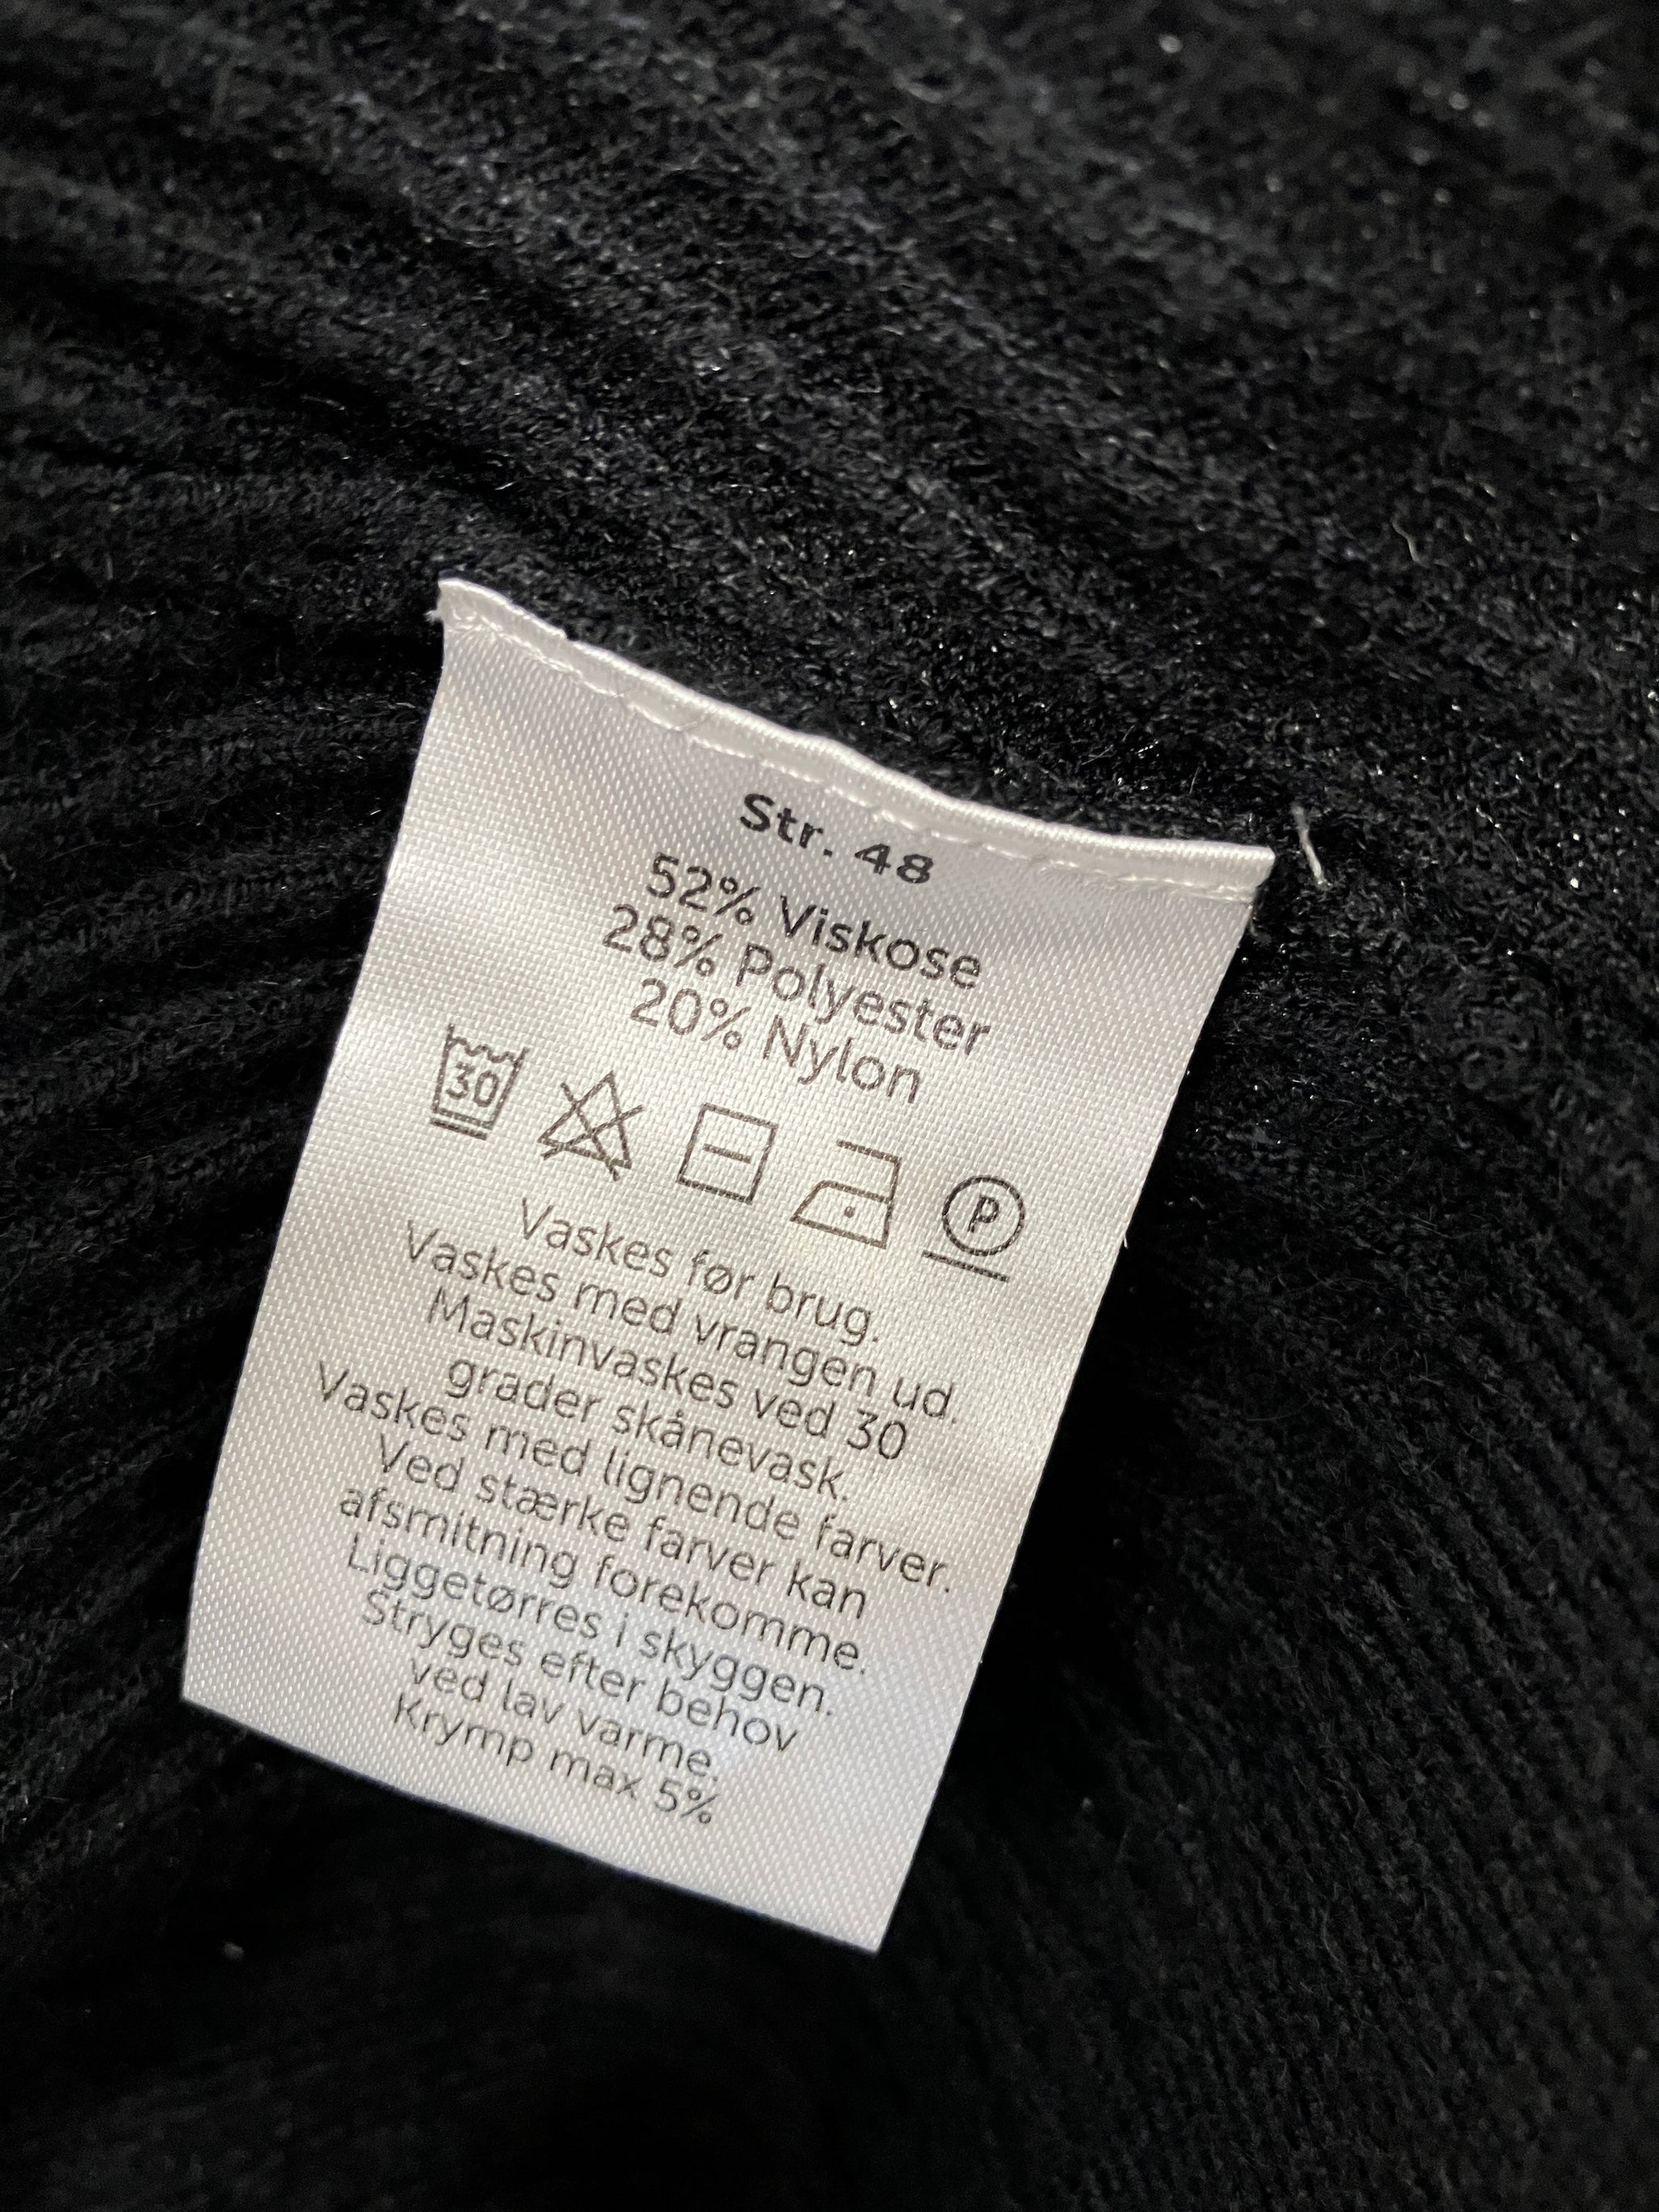 Str. 48
52% Viskose
28% Polyester
20% Nylon
30
P
Vaskes før brug.
Vaskes med vrangen ud.
Maskinvaskes ved 30
grader skånevask.
Vaskes med lignende farver.
Ved stærke farver kan
afsmitning forekomme.
Liggetørres i skyggen.
Stryges efter behov
ved lav varme.
Krymp max 5%